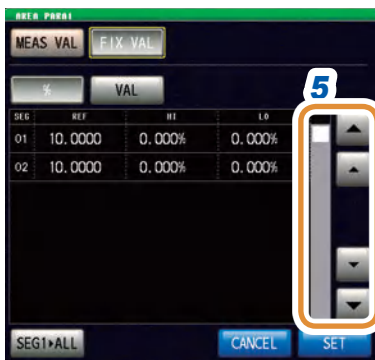 AREA PARA1
MEAS VAL FIX VAL
% VAL
5
SEG REF HI LO
01 10.0000 0.000% 0.000%
02 10.0000 0.000% 0.000%
SEG1▶ALL CANCEL SET